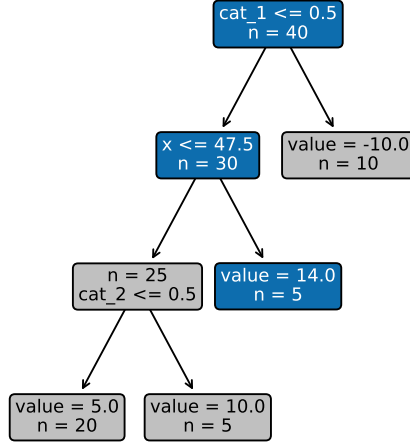 cat_1 <= 0.5
n = 40
x <= 47.5
n = 30
value = -10.0
n = 10
n = 25
cat_2 <= 0.5
value = 14.0
n = 5
value = 5.0
n = 20
value = 10.0
n = 5